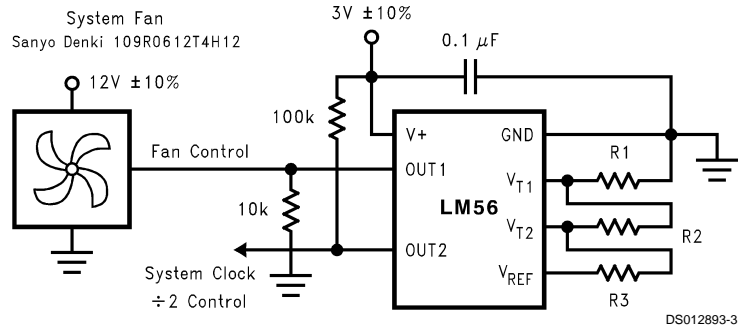 System Fan
Sanyo Denki 109R0612T4H12
12V ±10%
3V ±10%
0.1 μF
100k
V+
GND
R1
Fan Control
OUT1
VT1
10k
LM56
VT2
R2
OUT2
System Clock
÷2 Control
VREF
R3
DS012893-3